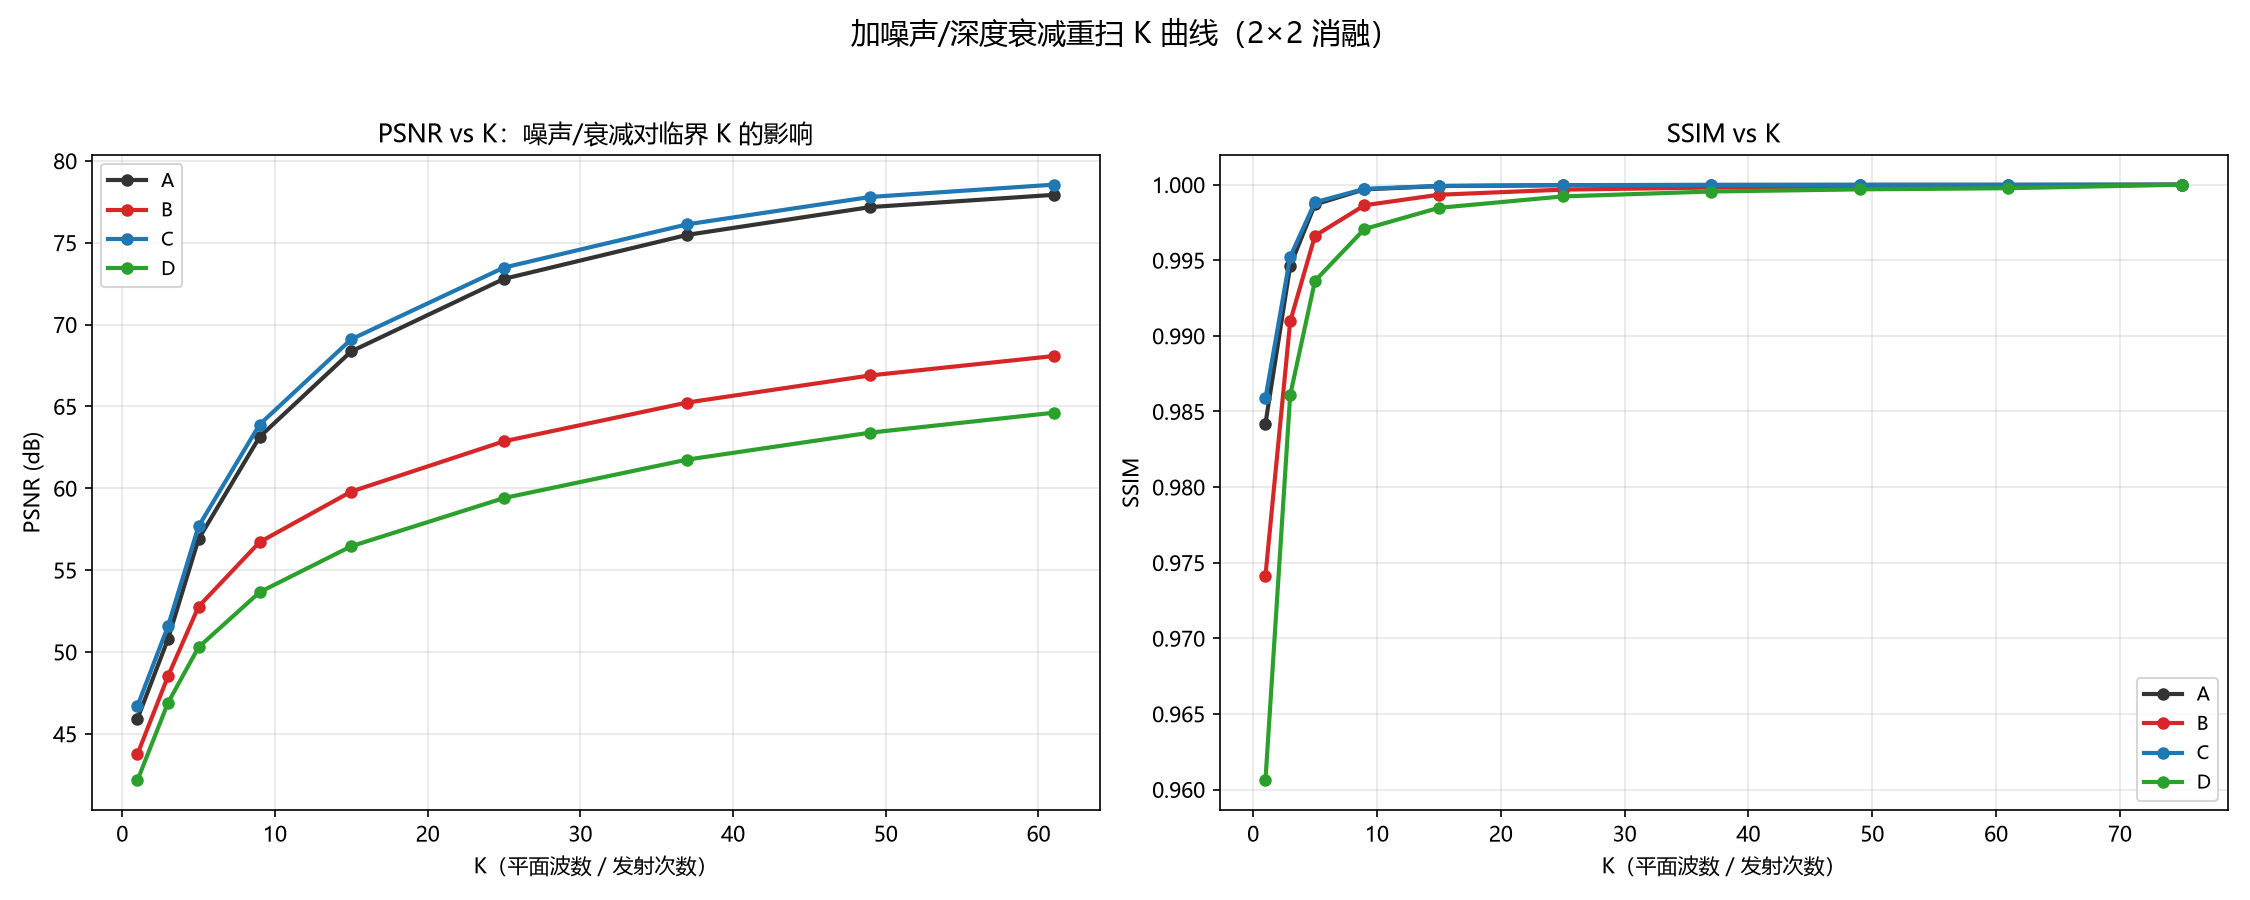 加噪声/深度衰减重扫 K 曲线（2×2 消融）
PSNR vs K：噪声/衰减对临界 K 的影响
80
75
70
65
60
55
50
45
PSNR (dB)
A
B
C
D
0
10
20
30
40
50
60
K（平面波数 / 发射次数）
SSIM vs K
1.000
0.995
0.990
0.985
0.980
0.975
0.970
0.965
0.960
SSIM
A
B
C
D
0
10
20
30
40
50
60
70
K（平面波数 / 发射次数）